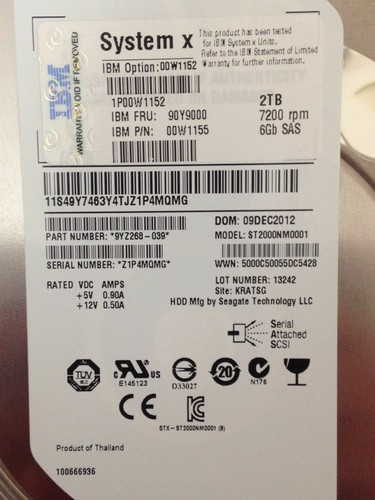 IBM
WARRANTY VOID IF REMOVED
System x
This product has been tested
for IBM System x Units.
Refer to the IBM Statement of Limited
Warranty for further information.
IBM Option: 00W1152
1P00W1152
IBM FRU: 90Y9000
IBM P/N: 00W1155
2TB
7200 rpm
6Gb SAS
11S49Y7463Y4TJZ1P4MQMG
PART NUMBER: *9YZ268-039*
DOM: 09DEC2012
MODEL: ST2000NM0001
SERIAL NUMBER: *Z1P4MQMG*
WWN: 5000C50055DC5428
RATED VDC AMPS
+5V 0.90A
+12V 0.50A
LOT NUMBER: 13242
Site: KRATSG
HDD Mfg by Seagate Technology LLC
Serial
Attached
SCSI
TUV
C US
E145123
D33027
20
N176
CE
STX-ST2000NM0001 (B)
Product of Thailand
100666936